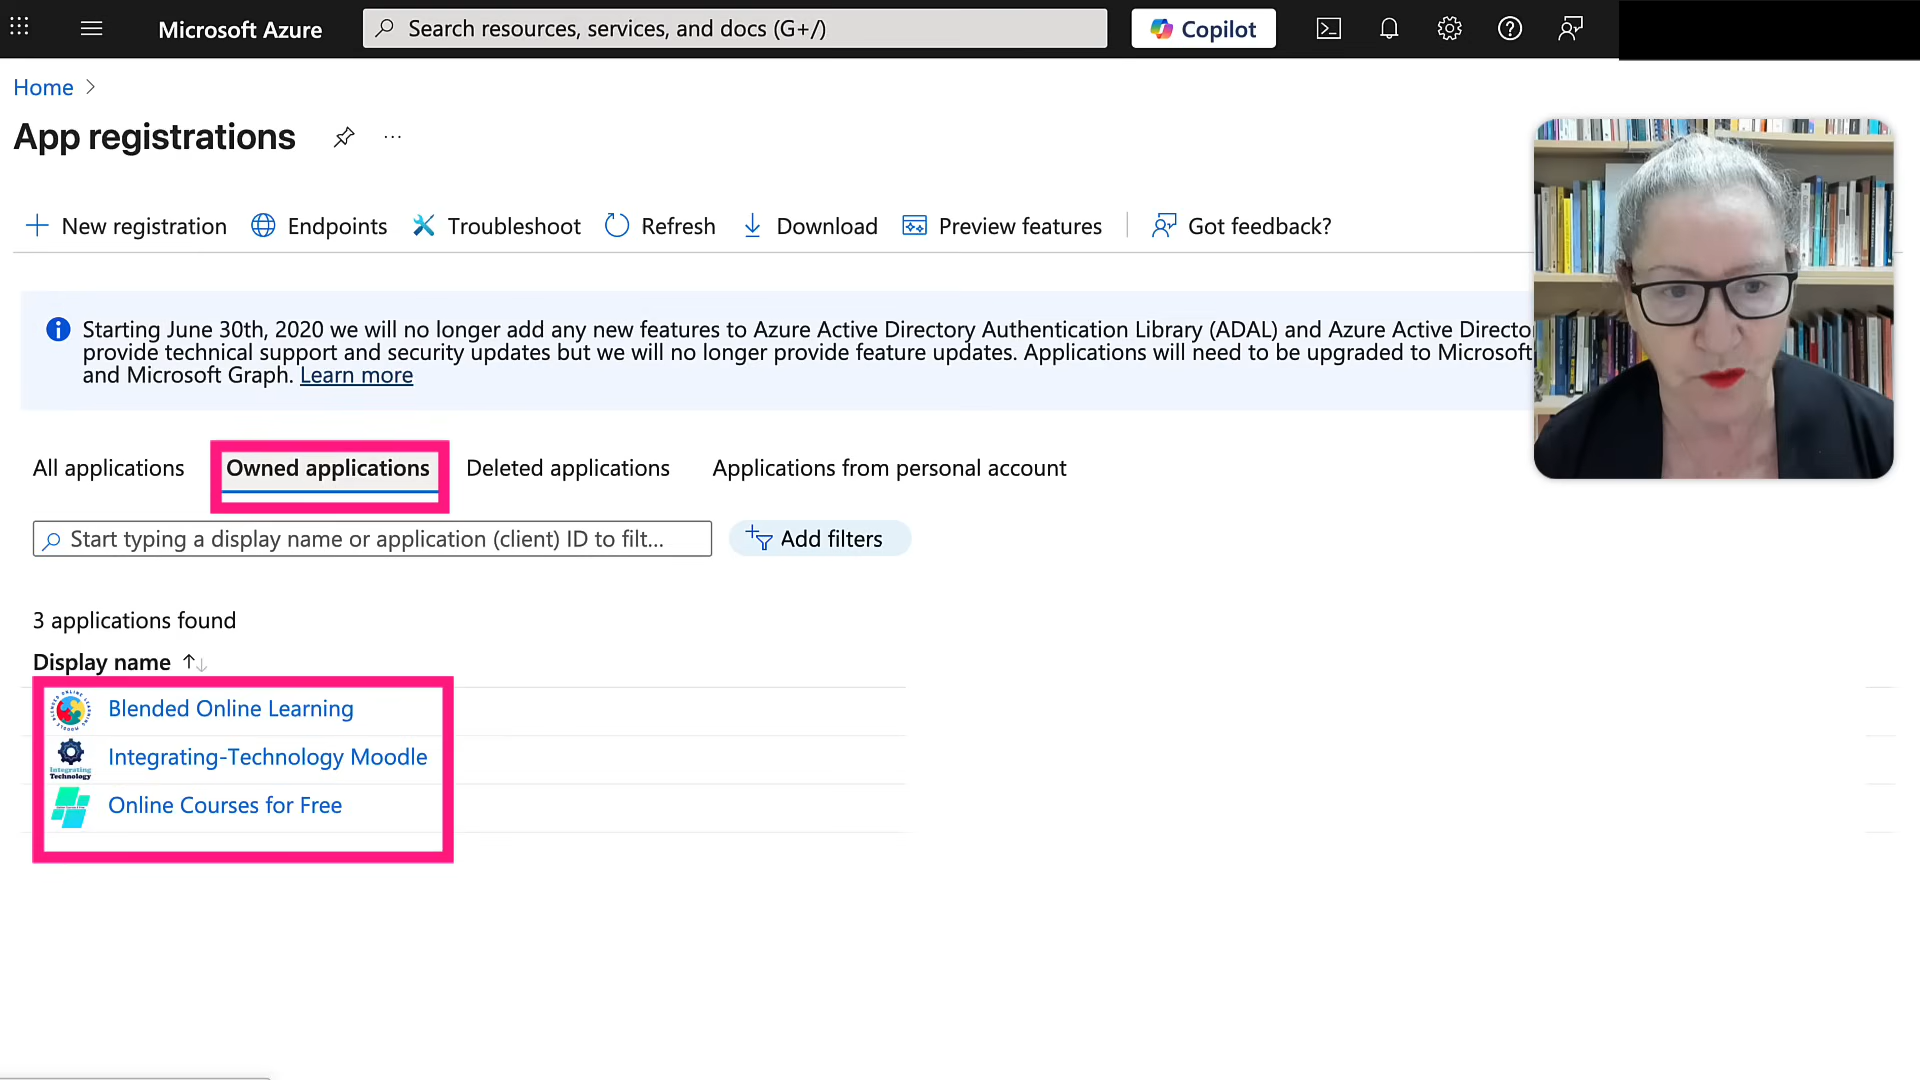 Microsoft Azure
Search resources, services, and docs (G+/)
Copilot
Home
App registrations
New registration
Endpoints
Troubleshoot
Refresh
Download
Preview features
Got feedback?
Starting June 30th, 2020 we will no longer add any new features to Azure Active Directory Authentication Library (ADAL) and Azure Active Director
provide technical support and security updates but we will no longer provide feature updates. Applications will need to be upgraded to Microsoft
and Microsoft Graph. Learn more
All applications
Owned applications
Deleted applications
Applications from personal account
Start typing a display name or application (client) ID to filt...
Add filters
3 applications found
Display name
Blended Online Learning
Integrating
Technology
Integrating-Technology Moodle
Online Courses for Free